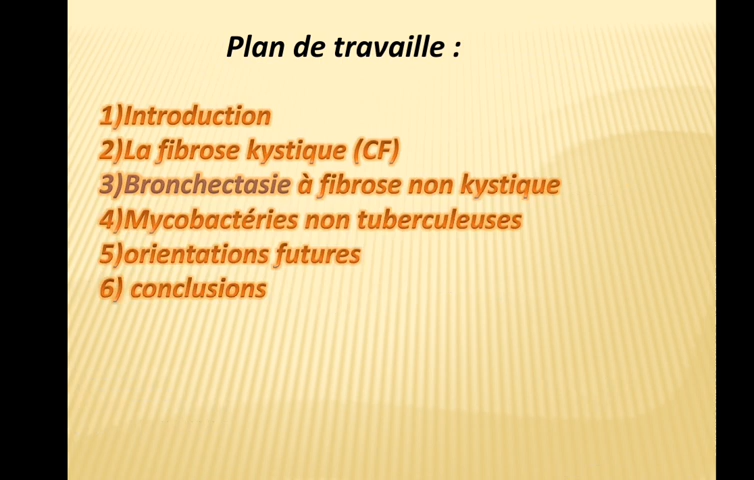 Plan de travaille :
1)Introduction
2)La fibrose kystique (CF)
3)Bronchectasie à fibrose non kystique
4)Mycobactéries non tuberculeuses
5)orientations futures
6) conclusions